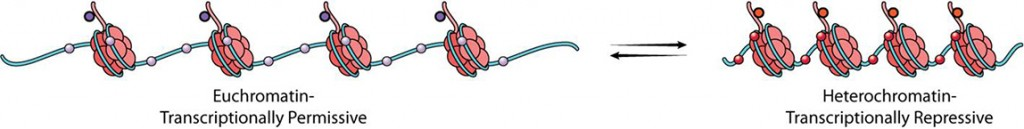 Euchromatin-
Transcriptionally Permissive
Heterochromatin-
Transcriptionally Repressive